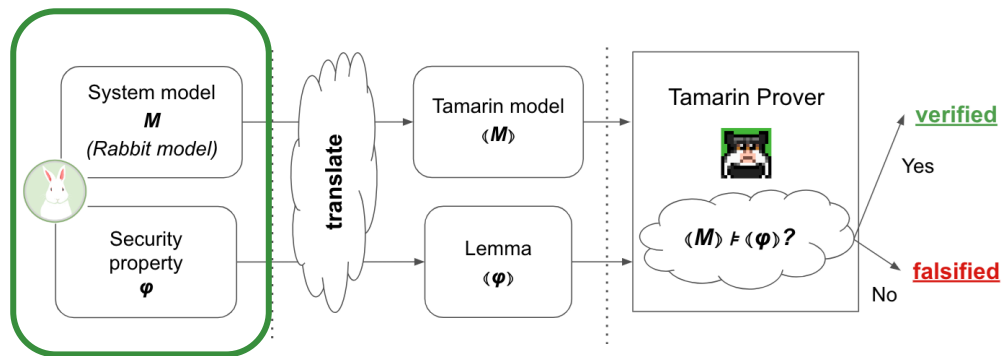 System model
M
(Rabbit model)
Security
property
φ
translate
Tamarin model
⦅M⦆
Lemma
⦅φ⦆
Tamarin Prover
⦅M⦆ ⊧ ⦅φ⦆?
verified
Yes
falsified
No